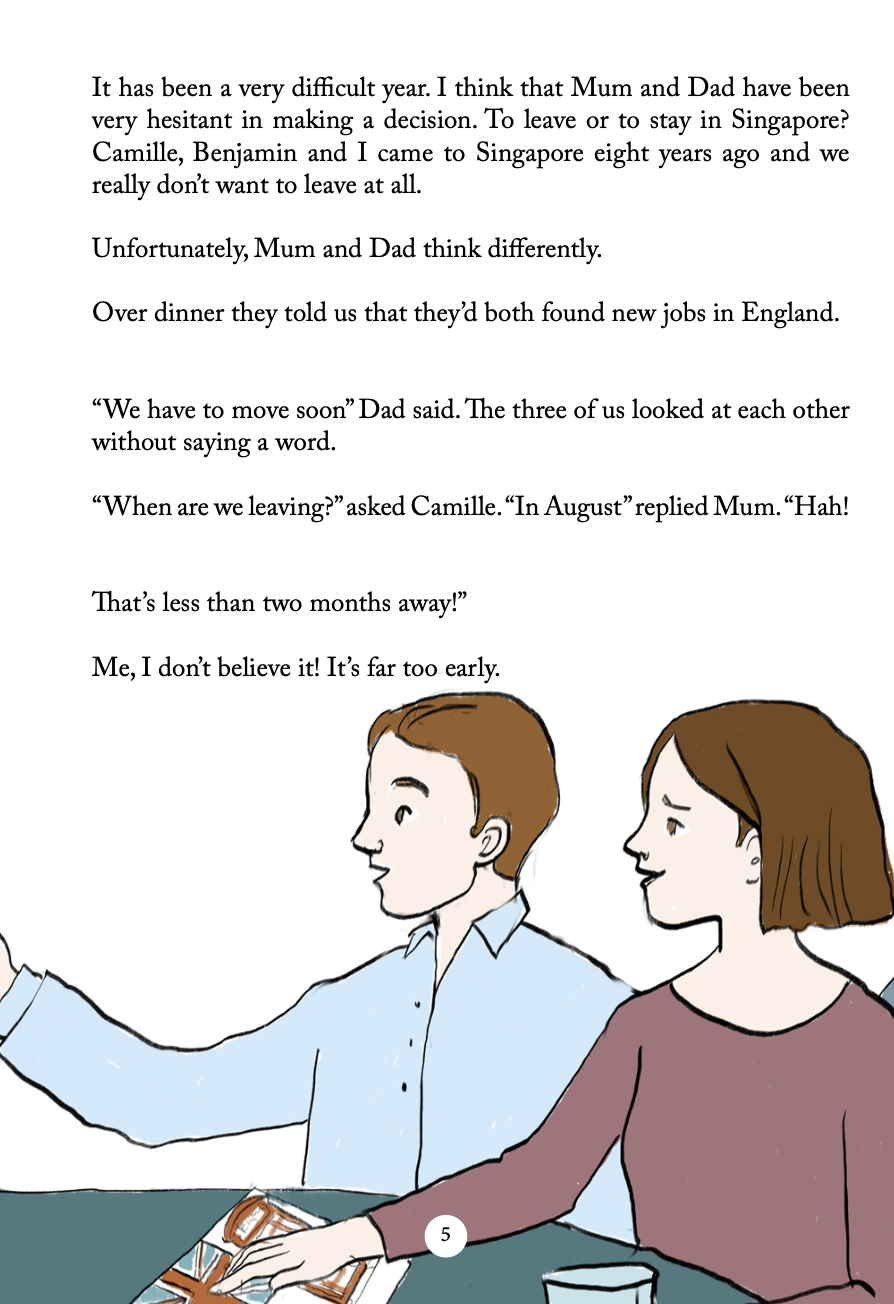 It has been a very difficult year. I think that Mum and Dad have been
very hesitant in making a decision. To leave or to stay in Singapore?
Camille, Benjamin and I came to Singapore eight years ago and we
really don’t want to leave at all.
Unfortunately, Mum and Dad think differently.
Over dinner they told us that they’d both found new jobs in England.
“We have to move soon” Dad said. The three of us looked at each other
without saying a word.
“When are we leaving?” asked Camille. “In August” replied Mum. “Hah!
That’s less than two months away!”
Me, I don’t believe it! It’s far too early.
5